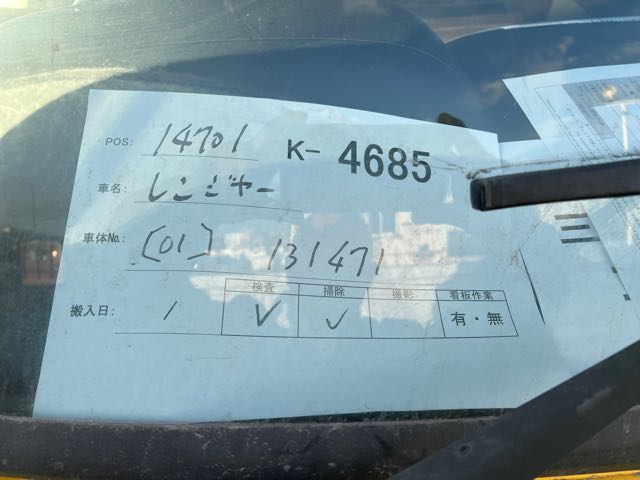 POS: 14701 K- 4685
車名: レンジャー
車体No.: (01) 131471
検査 掃除 撮影 看板作業
搬入日: / V ✓ 有・無